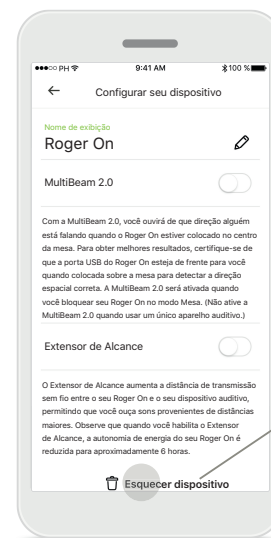 ●●●○○ PH 9:41 AM 100 %
← Configurar seu dispositivo
Nome de exibição
Roger On
MultiBeam 2.0
Com a MultiBeam 2.0, você ouvirá de que direção alguém
está falando quando o Roger On estiver colocado no centro
da mesa. Para obter melhores resultados, certifique-se de
que a porta USB do Roger On esteja de frente para você
quando colocada sobre a mesa para detectar a direção
espacial correta. A MultiBeam 2.0 será ativada quando
você bloquear seu Roger On no modo Mesa. (Não ative a
MultiBeam 2.0 quando usar um único aparelho auditivo.)
Extensor de Alcance
O Extensor de Alcance aumenta a distância de transmissão
sem fio entre o seu Roger On e o seu dispositivo auditivo,
permitindo que você ouça sons provenientes de distâncias
maiores. Observe que quando você habilita o Extensor
de Alcance, a autonomia de energia do seu Roger On é
reduzida para aproximadamente 6 horas.
Esquecer dispositivo